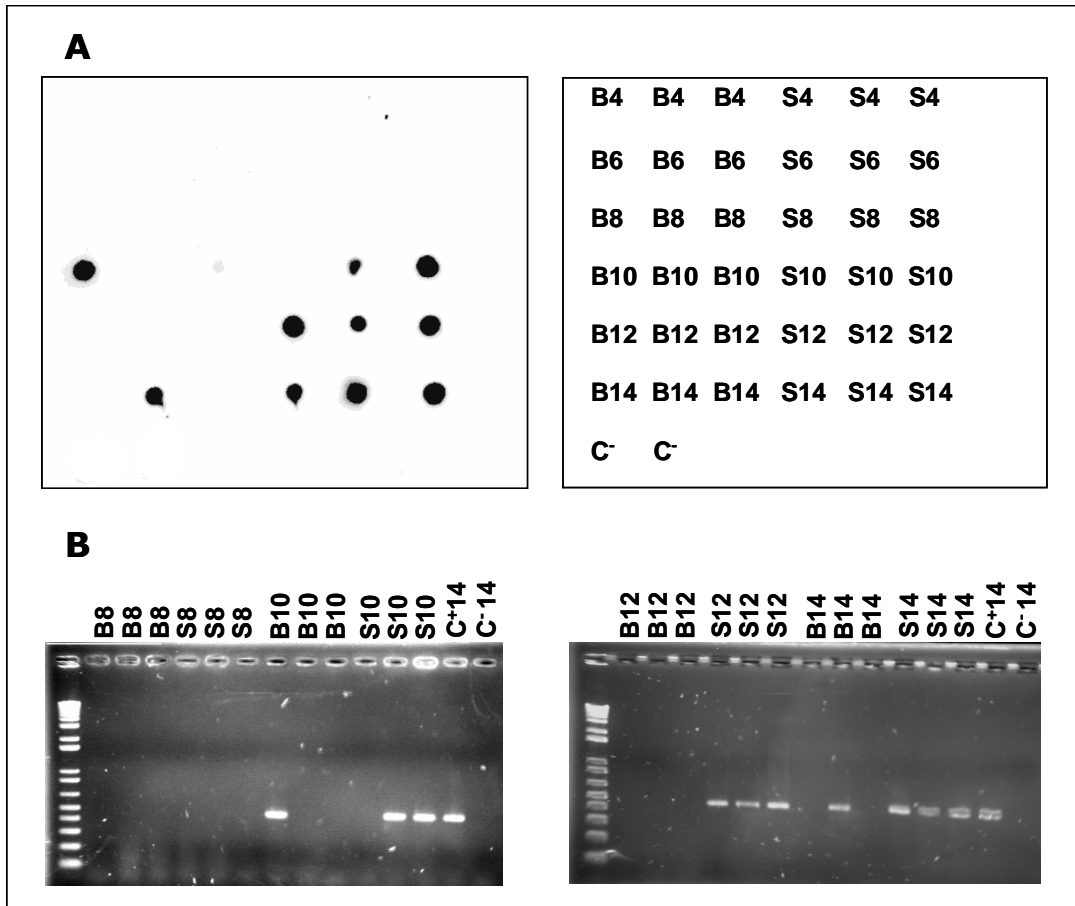 A
B4 B4 B4 S4 S4 S4
B6 B6 B6 S6 S6 S6
B8 B8 B8 S8 S8 S8
B10 B10 B10 S10 S10 S10
B12 B12 B12 S12 S12 S12
B14 B14 B14 S14 S14 S14
C⁻ C⁻
B
B8 B8 B8 S8 S8 S8 B10 B10 B10 S10 S10 S10 C⁺14 C⁻14
B12 B12 B12 S12 S12 S12 B14 B14 B14 S14 S14 S14 C⁺14 C⁻14